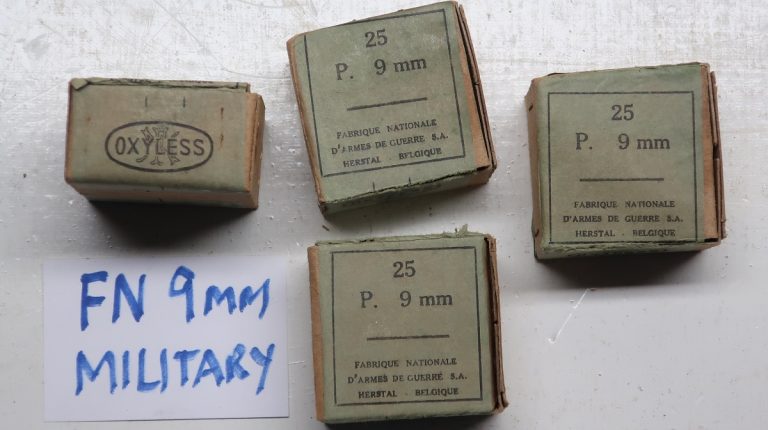 OXYLESS
25
P. 9 mm
FABRIQUE NATIONALE
D'ARMES DE GUERRE S.A.
HERSTAL - BELGIQUE
25
P. 9 mm
FABRIQUE NATIONALE
D'ARMES DE GUERRE S.A.
HERSTAL - BELGIQUE
25
P. 9 mm
FABRIQUE NATIONALE
D'ARMES DE GUERRE S.A.
HERSTAL - BELGIQUE
FN 9MM
MILITARY